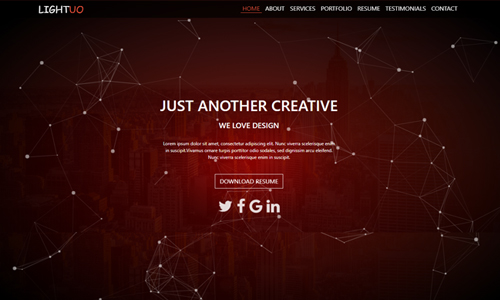 LIGHTUO
HOME ABOUT SERVICES PORTFOLIO RESUME TESTIMONIALS CONTACT
JUST ANOTHER CREATIVE
WE LOVE DESIGN
Lorem ipsum dolor sit amet, consectetur adipiscing elit. Nunc viverra scelerisque enim
in suscipit.Vivamus ornare turpis porttitor odio sodales, sed dignissim arcu eleifend.
Nunc viverra scelerisque enim in suscipit.
DOWNLOAD RESUME